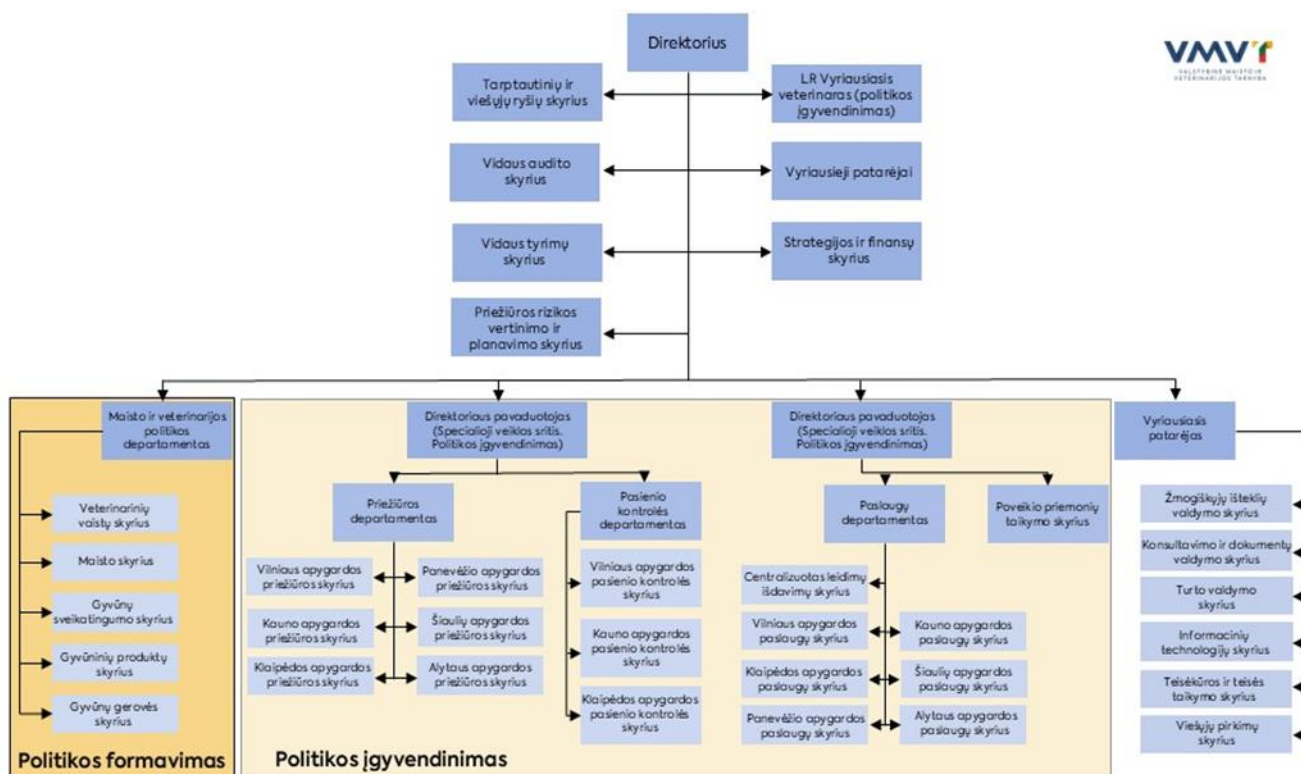 Direktorius
VMVT
VALSTYBINĖ MAISTO IR
VETERINARIJOS TARNYBA
Tarptautinių ir
viešųjų ryšių skyrius
LR Vyriausiasis
veterinaras (politikos
įgyvendinimas)
Vidaus audito
skyrius
Vyriausieji patarėjai
Vidaus tyrimų
skyrius
Strategijos ir finansų
skyrius
Priežiūros rizikos
vertinimo ir
planavimo skyrius
Maisto ir veterinarijos
politikos
departamentas
Veterinarinių
vaistų skyrius
Maisto skyrius
Gyvūnų
sveikatingumo skyrius
Gyvūninių produktų
skyrius
Gyvūnų gerovės
skyrius
Politikos formavimas
Direktoriaus pavaduotojas
(Specialioji veiklos sritis.
Politikos įgyvendinimas)
Priežiūros
departamentas
Vilniaus apygardos
priežiūros skyrius
Panevėžio apygardos
priežiūros skyrius
Kauno apygardos
priežiūros skyrius
Šiaulių apygardos
priežiūros skyrius
Klaipėdos apygardos
priežiūros skyrius
Alytaus apygardos
priežiūros skyrius
Pasienio
kontrolės
departamentas
Vilniaus apygardos
pasienio kontrolės
skyrius
Kauno apygardos
pasienio kontrolės
skyrius
Klaipėdos apygardos
pasienio kontrolės
skyrius
Direktoriaus pavaduotojas
(Specialioji veiklos sritis.
Politikos įgyvendinimas)
Paslaugų
departamentas
Poveikio priemonių
taikymo skyrius
Centralizuotas leidimų
išdavimų skyrius
Vilniaus apygardos
paslaugų skyrius
Kauno apygardos
paslaugų skyrius
Klaipėdos apygardos
paslaugų skyrius
Šiaulių apygardos
paslaugų skyrius
Panevėžio apygardos
paslaugų skyrius
Alytaus apygardos
paslaugų skyrius
Politikos įgyvendinimas
Vyriausiasis
patarėjas
Žmogiškųjų išteklių
valdymo skyrius
Konsultavimo ir dokumentų
valdymo skyrius
Turto valdymo
skyrius
Informacinių
technologijų skyrius
Teisėkūros ir teisės
taikymo skyrius
Viešųjų pirkimų
skyrius